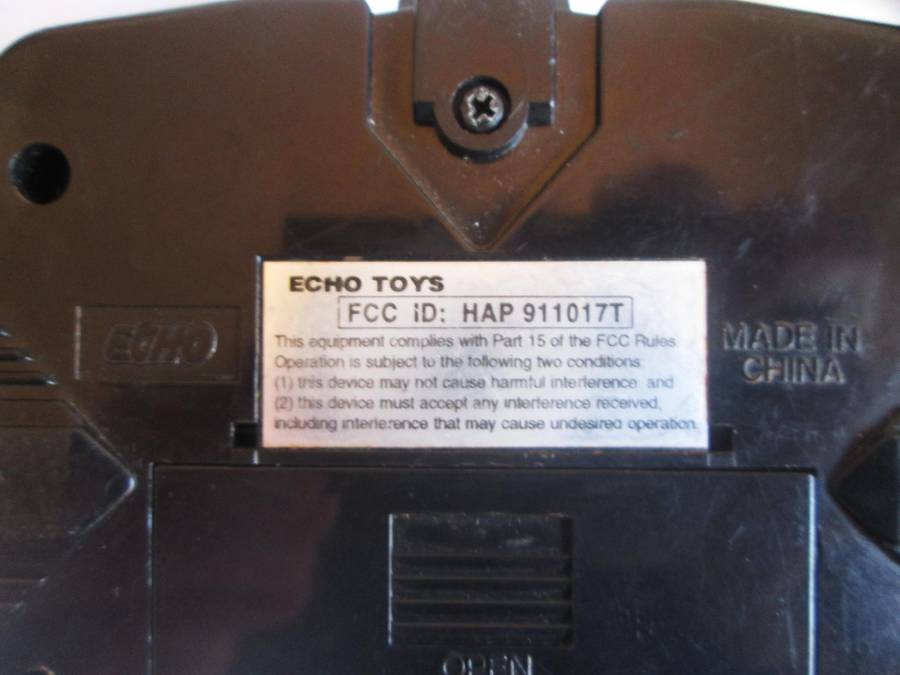 ECHO TOYS
FCC iD: HAP 911017T
This equipment complies with Part 15 of the FCC Rules
Operation is subject to the following two conditions:
(1) this device may not cause harmful interference and
(2) this device must accept any interference received,
including interference that may cause undesired operation.
ECHO
MADE IN
CHINA
OPEN